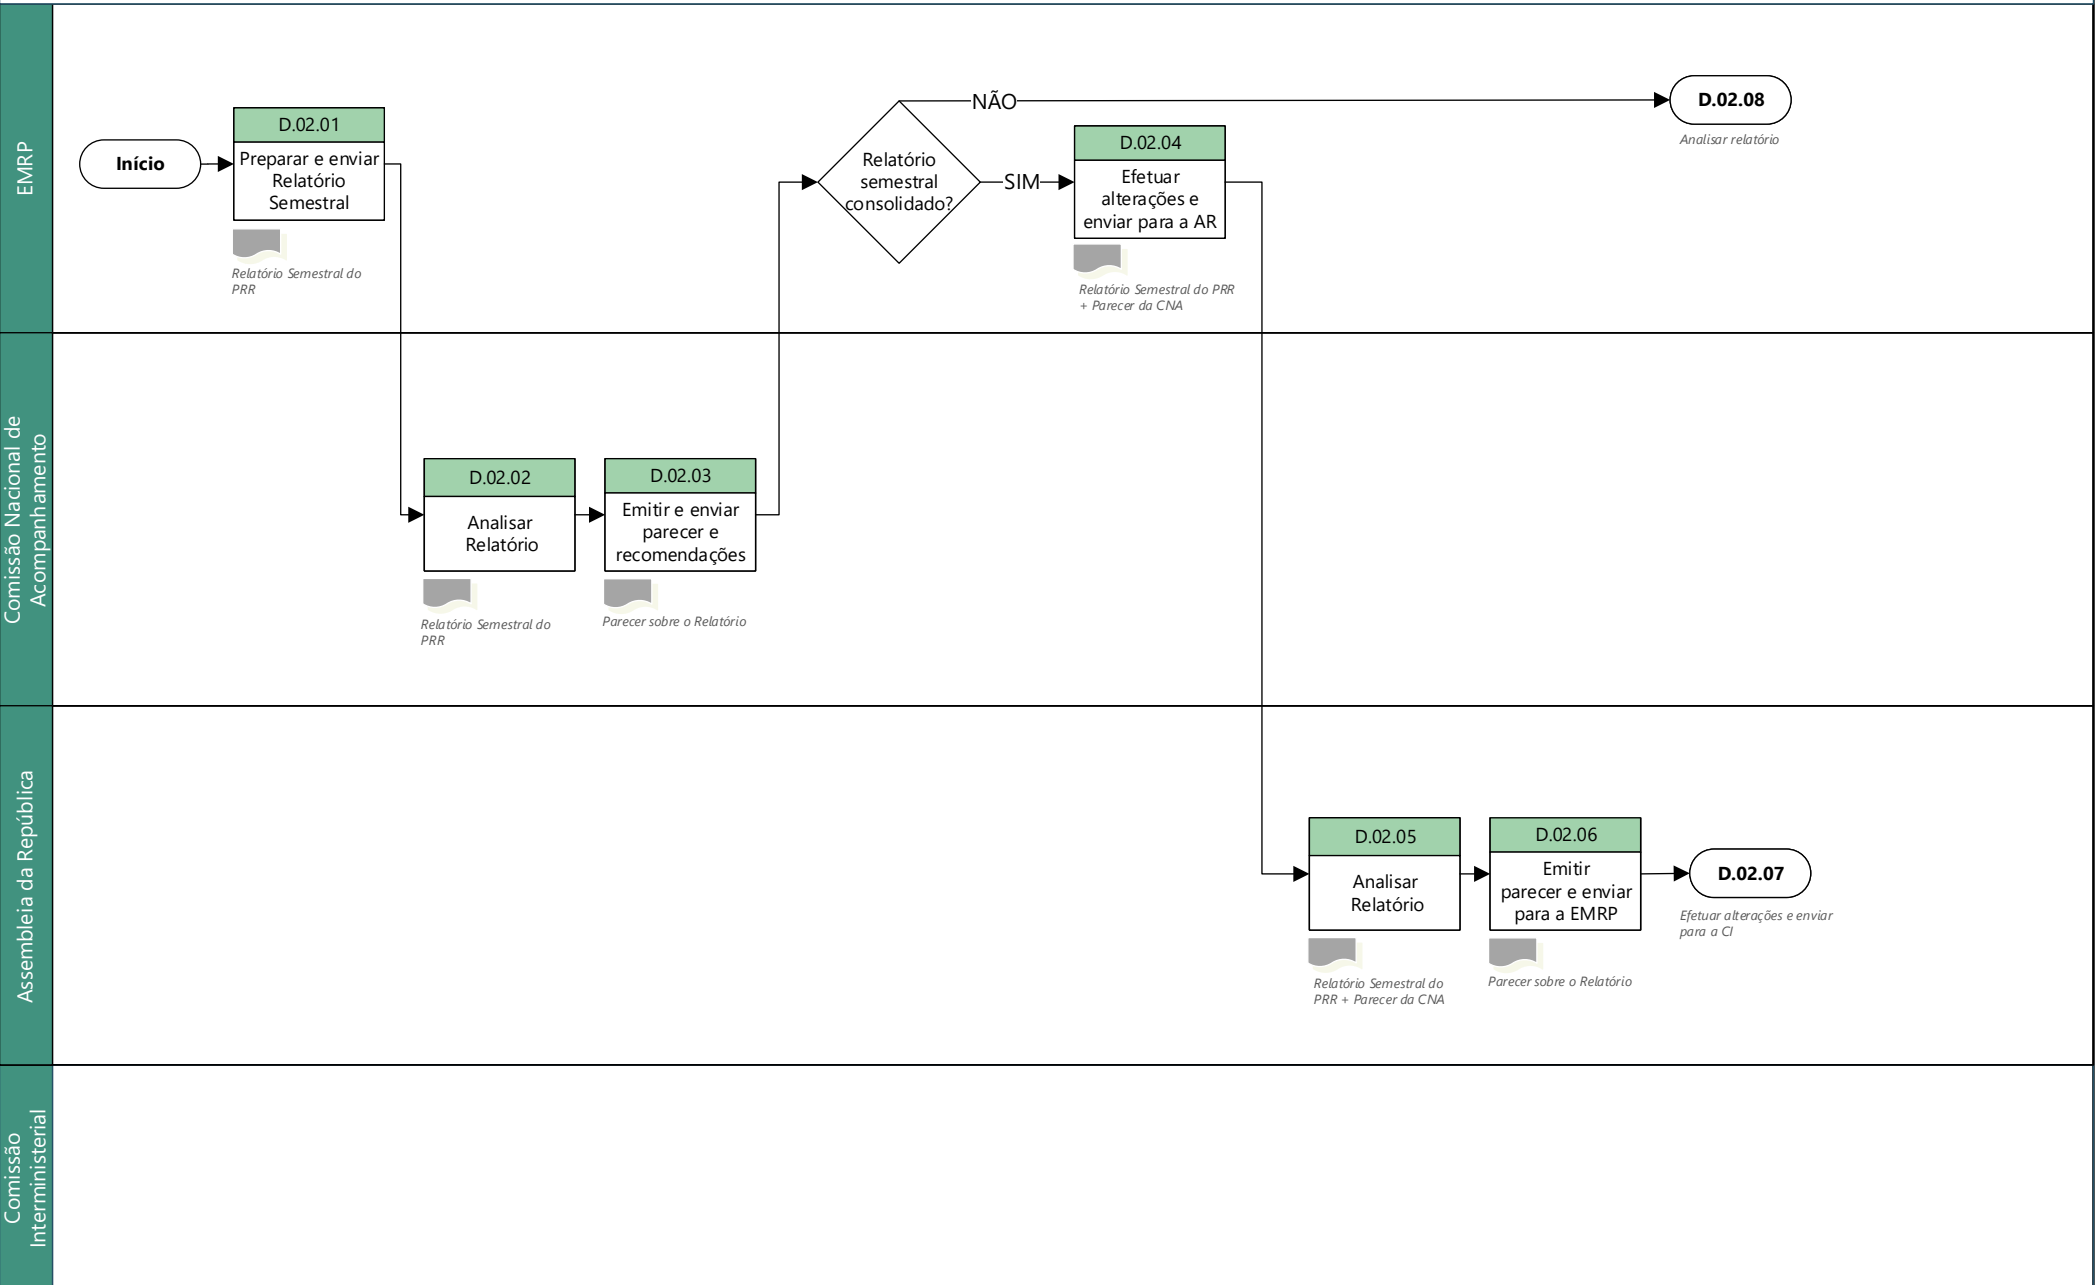 EMRP
Início
D.02.01
Preparar e enviar
Relatório
Semestral
Relatório Semestral do
PRR
Relatório
semestral
consolidado?
NÃO
SIM
D.02.04
Efetuar
alterações e
enviar para a AR
Relatório Semestral do PRR
+ Parecer da CNA
D.02.08
Analisar relatório
Comissão Nacional de
Acompanhamento
D.02.02
Analisar
Relatório
Relatório Semestral do
PRR
D.02.03
Emitir e enviar
parecer e
recomendações
Parecer sobre o Relatório
Assembleia da República
D.02.05
Analisar
Relatório
Relatório Semestral do
PRR + Parecer da CNA
D.02.06
Emitir
parecer e enviar
para a EMRP
Parecer sobre o Relatório
D.02.07
Efetuar alterações e enviar
para a CI
Comissão
Interministerial